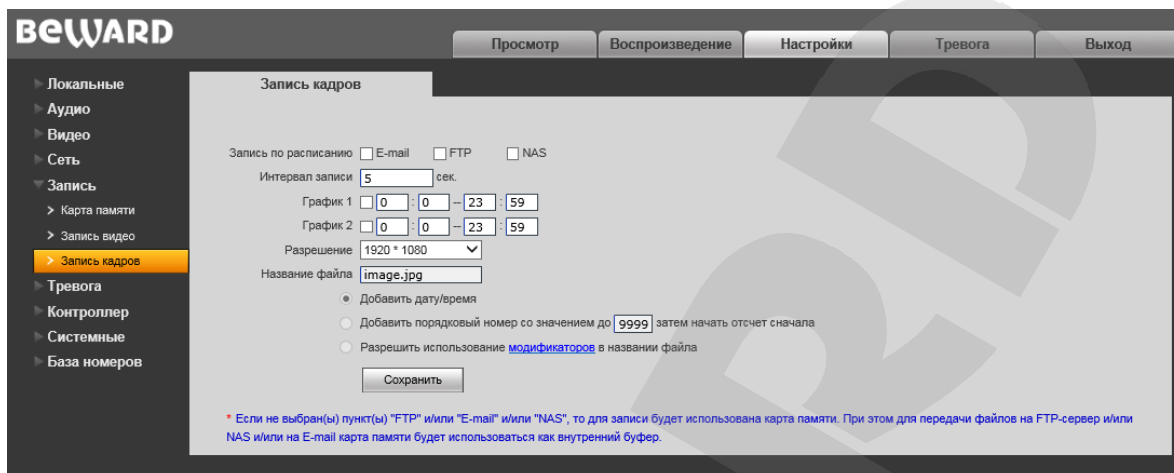 BEWARD
Просмотр Воспроизведение Настройки Тревога Выход
Локальные
Аудио
Видео
Сеть
Запись
> Карта памяти
> Запись видео
> Запись кадров
Тревога
Контроллер
Системные
База номеров
Запись кадров
Запись по расписанию E-mail FTP NAS
Интервал записи 5 сек.
График 1 0 : 0 -- 23 : 59
График 2 0 : 0 -- 23 : 59
Разрешение 1920 * 1080
Название файла image.jpg
Добавить дату/время
Добавить порядковый номер со значением до 9999 затем начать отсчет сначала
Разрешить использование модификаторов в названии файла
Сохранить
* Если не выбран(ы) пункт(ы) "FTP" и/или "E-mail" и/или "NAS", то для записи будет использована карта памяти. При этом для передачи файлов на FTP-сервер и/или
NAS и/или на E-mail карта памяти будет использоваться как внутренний буфер.